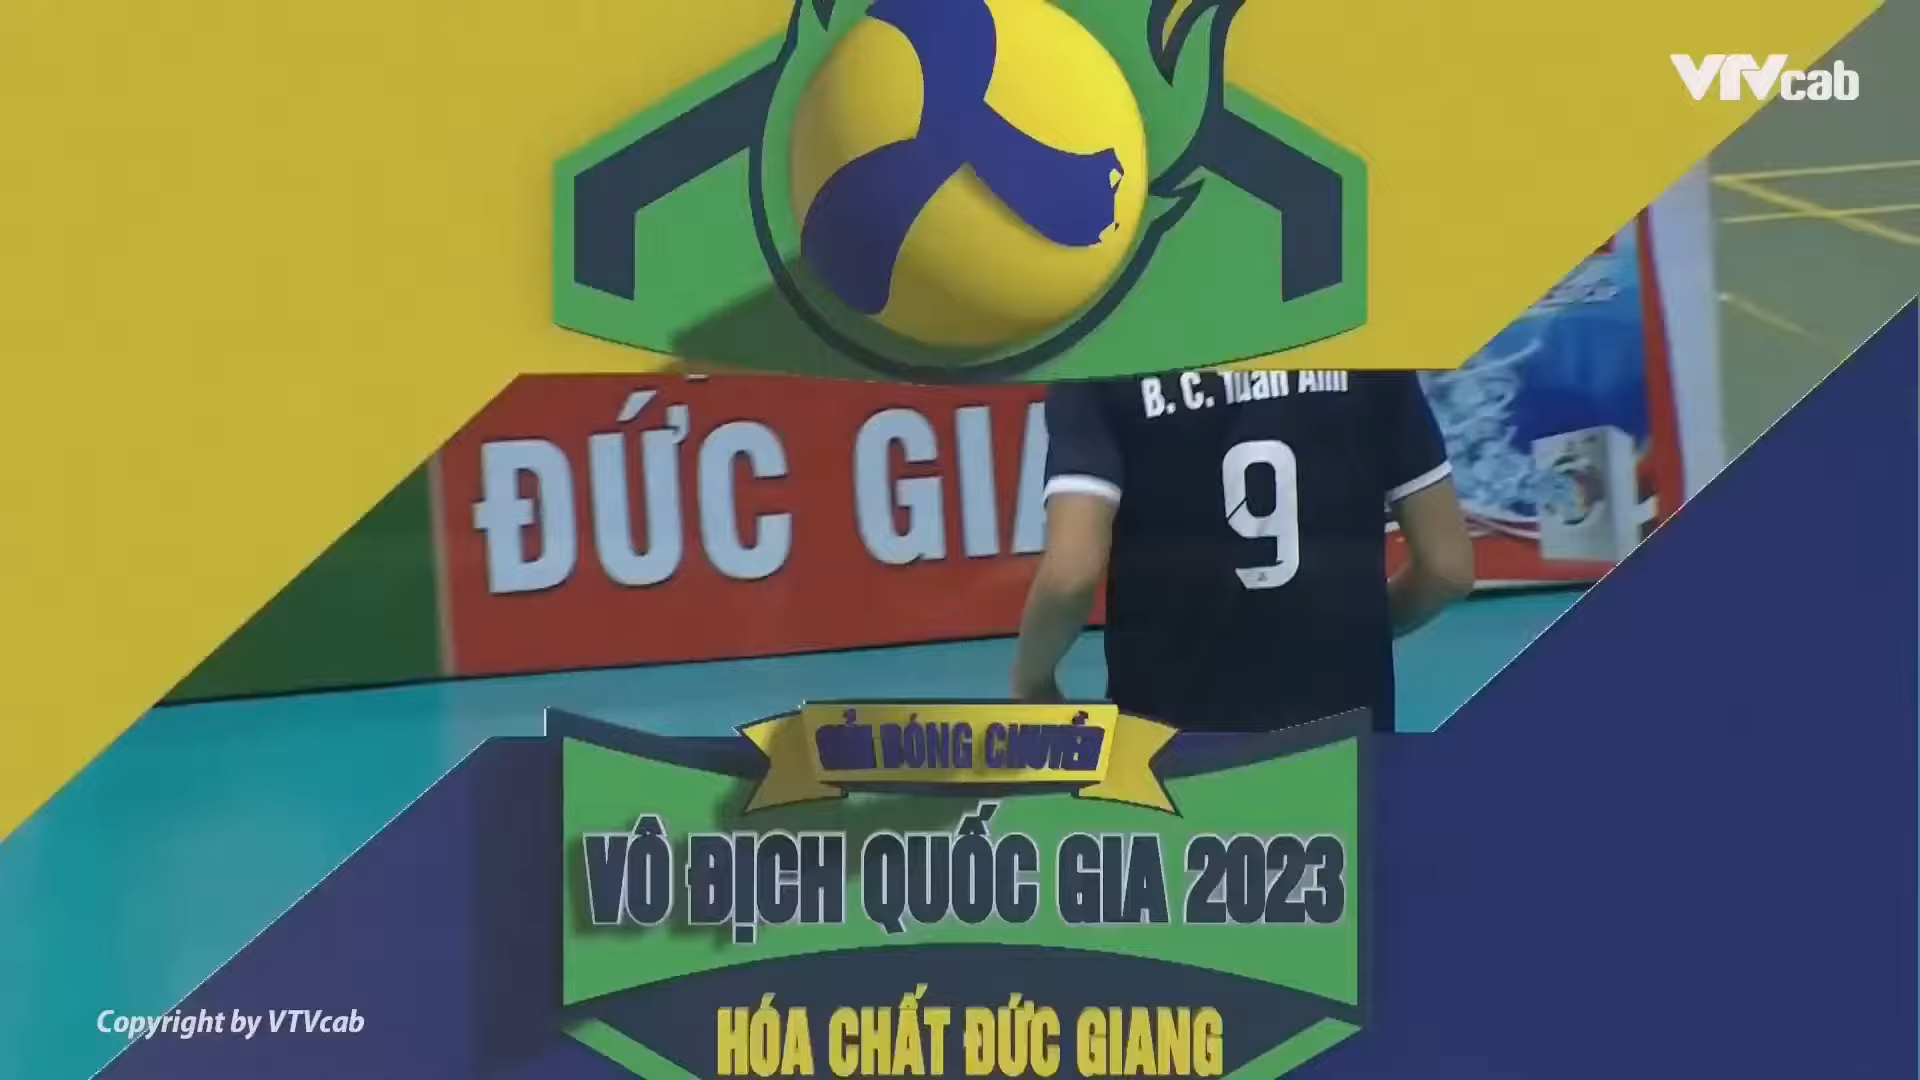 VTVcab
B. C. Tuấn Anh
9
ĐỨC GIA
GIẢI BÓNG CHUYỀN
VÔ ĐỊCH QUỐC GIA 2023
HÓA CHẤT ĐỨC GIANG
Copyright by VTVcab